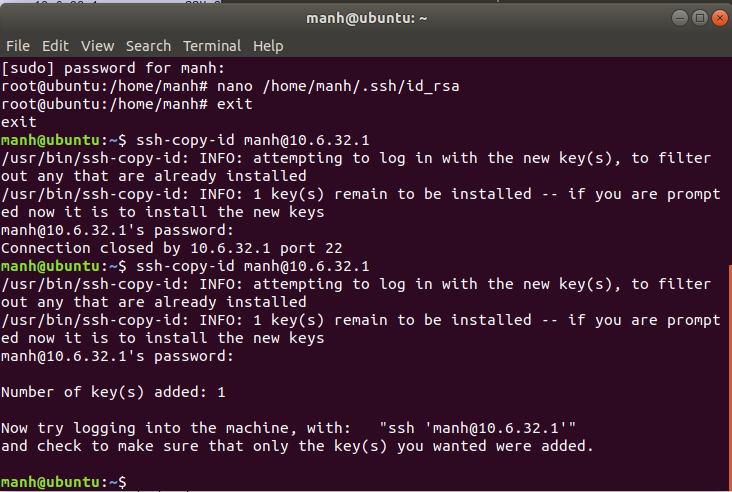 manh@ubuntu: ~
File Edit View Search Terminal Help
[sudo] password for manh:
root@ubuntu:/home/manh# nano /home/manh/.ssh/id_rsa
root@ubuntu:/home/manh# exit
exit
manh@ubuntu:~$ ssh-copy-id manh@10.6.32.1
/usr/bin/ssh-copy-id: INFO: attempting to log in with the new key(s), to filter
out any that are already installed
/usr/bin/ssh-copy-id: INFO: 1 key(s) remain to be installed -- if you are prompt
ed now it is to install the new keys
manh@10.6.32.1's password:
Connection closed by 10.6.32.1 port 22
manh@ubuntu:~$ ssh-copy-id manh@10.6.32.1
/usr/bin/ssh-copy-id: INFO: attempting to log in with the new key(s), to filter
out any that are already installed
/usr/bin/ssh-copy-id: INFO: 1 key(s) remain to be installed -- if you are prompt
ed now it is to install the new keys
manh@10.6.32.1's password:
Number of key(s) added: 1
Now try logging into the machine, with:   "ssh 'manh@10.6.32.1'"
and check to make sure that only the key(s) you wanted were added.
manh@ubuntu:~$